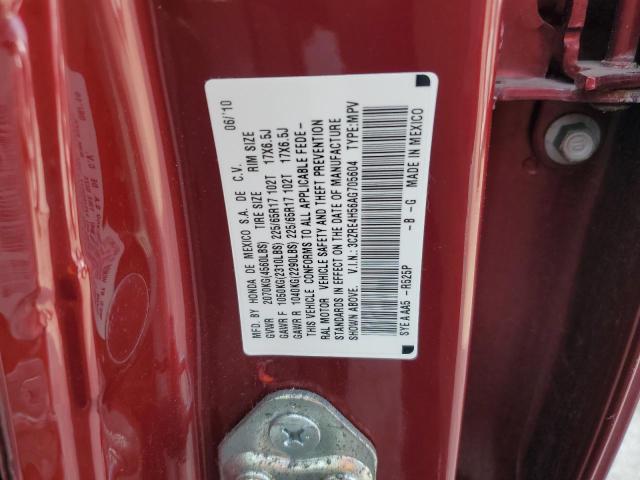 MFD. BY HONDA DE MEXICO S.A. DE C.V. 06/'10
GVWR 2070KG(4560LBS) TIRE SIZE RIM SIZE
GAWR F 1050KG(2310LBS) 225/65R17 102T 17X6.5J
GAWR R 1040KG(2290LBS) 225/65R17 102T 17X6.5J
THIS VEHICLE CONFORMS TO ALL APPLICABLE FEDE-
RAL MOTOR VEHICLE SAFETY AND THEFT PREVENTION
STANDARDS IN EFFECT ON THE DATE OF MANUFACTURE
SHOWN ABOVE. V.I.N.: 3CZRE4H58AG705604 TYPE:MPV
SYEAAA5 -R525P -B -G MADE IN MEXICO